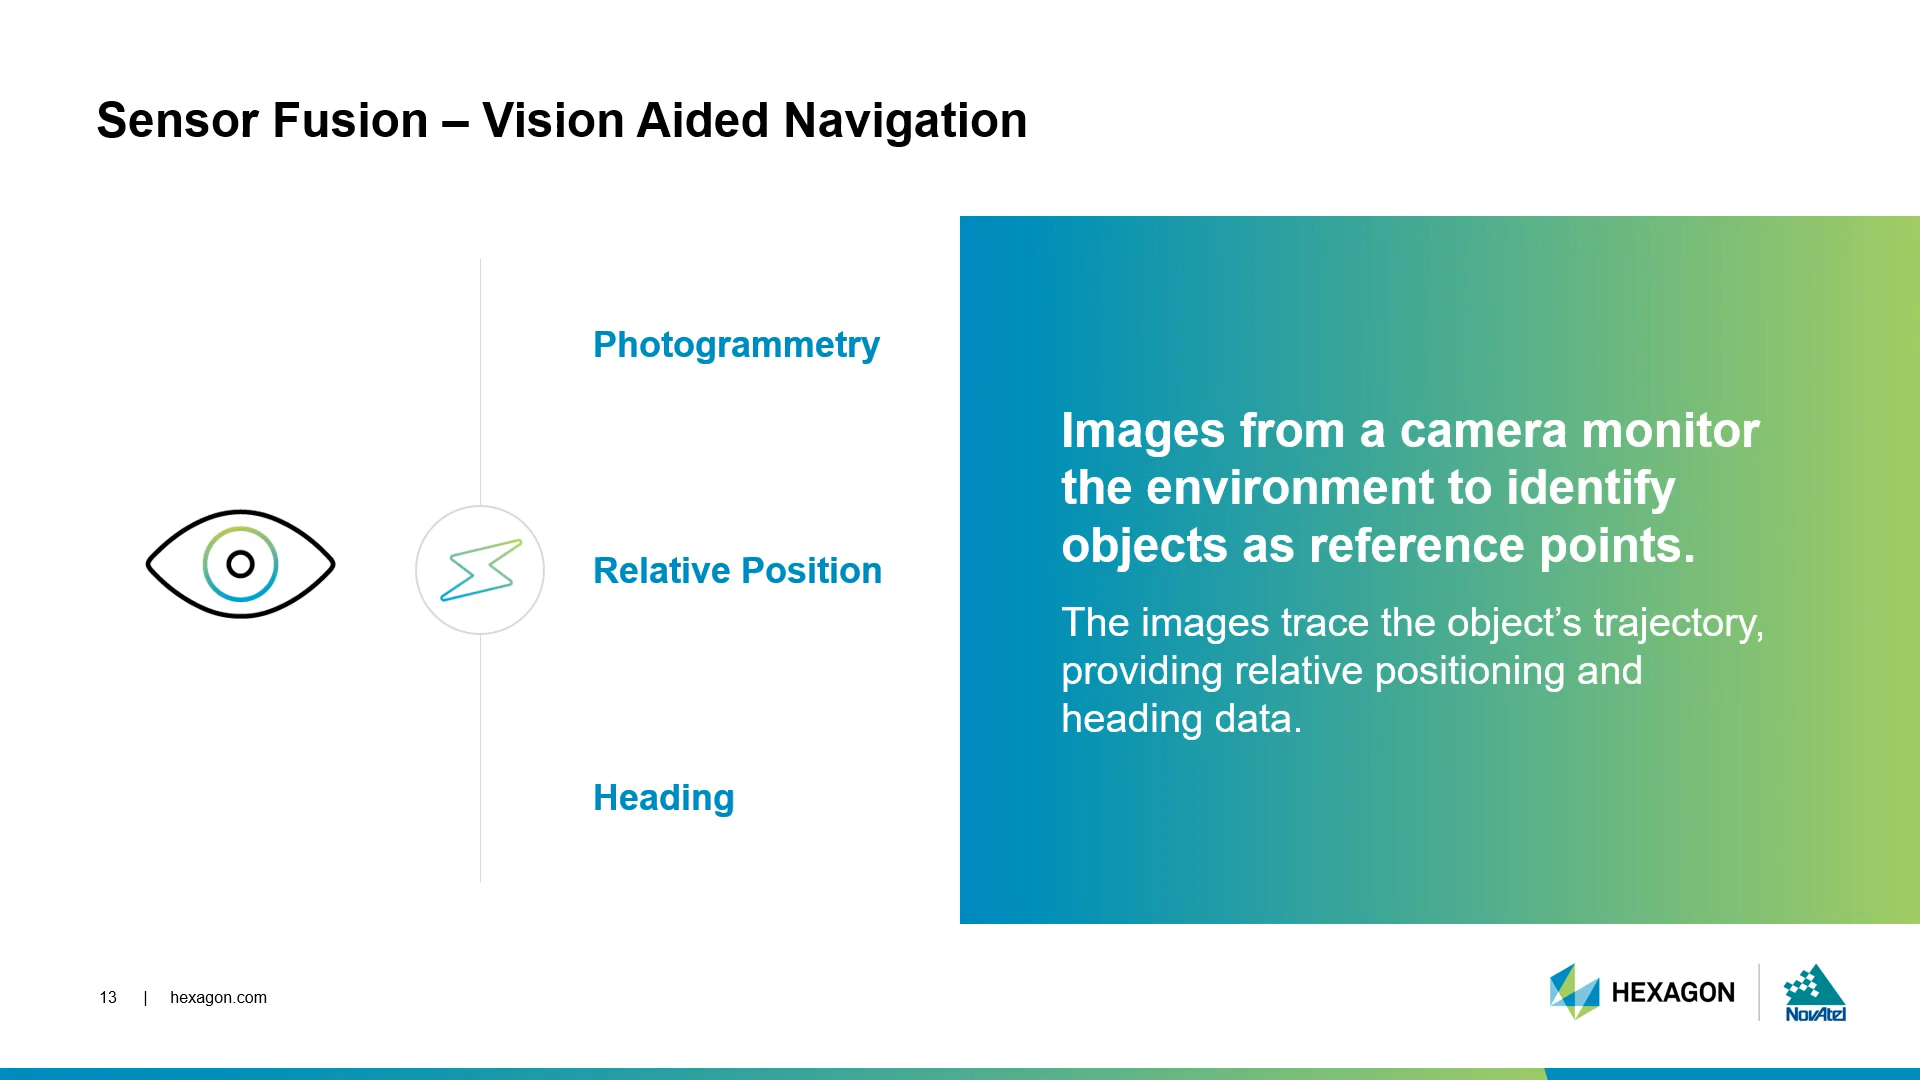 Sensor Fusion – Vision Aided Navigation
Photogrammetry
Relative Position
Heading
Images from a camera monitor
the environment to identify
objects as reference points.
The images trace the object’s trajectory,
providing relative positioning and
heading data.
13 | hexagon.com
HEXAGON
NovAtel